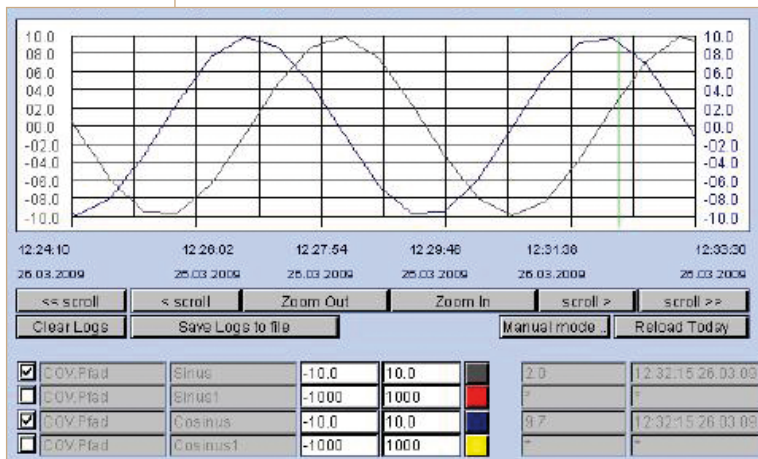 10.0 10.0
08.0 08.0
06.0 06.0
04.0 04.0
02.0 02.0
00.0 00.0
-02.0 -02.0
-04.0 -04.0
-06.0 -06.0
-08.0 -08.0
-10.0 -10.0
12:24:10 12:26:02 12:27:54 12:29:46 12:31:38 12:33:30
26.03.2009 26.03.2009 26.03.2009 26.03.2009 26.03.2009 26.03.2009
<< scroll < scroll Zoom Out Zoom In scroll > scroll >>
Clear Logs Save Logs to file Manual mode .. Reload Today
COV.Pfad Sinus -10.0 10.0 2.0 12:32:15 26.03.09
COV.Pfad Sinus1 -1000 1000 * *
COV.Pfad Cosinus -10.0 10.0 9.7 12:32:15 26.03.09
COV.Pfad Cosinus1 -1000 1000 * *